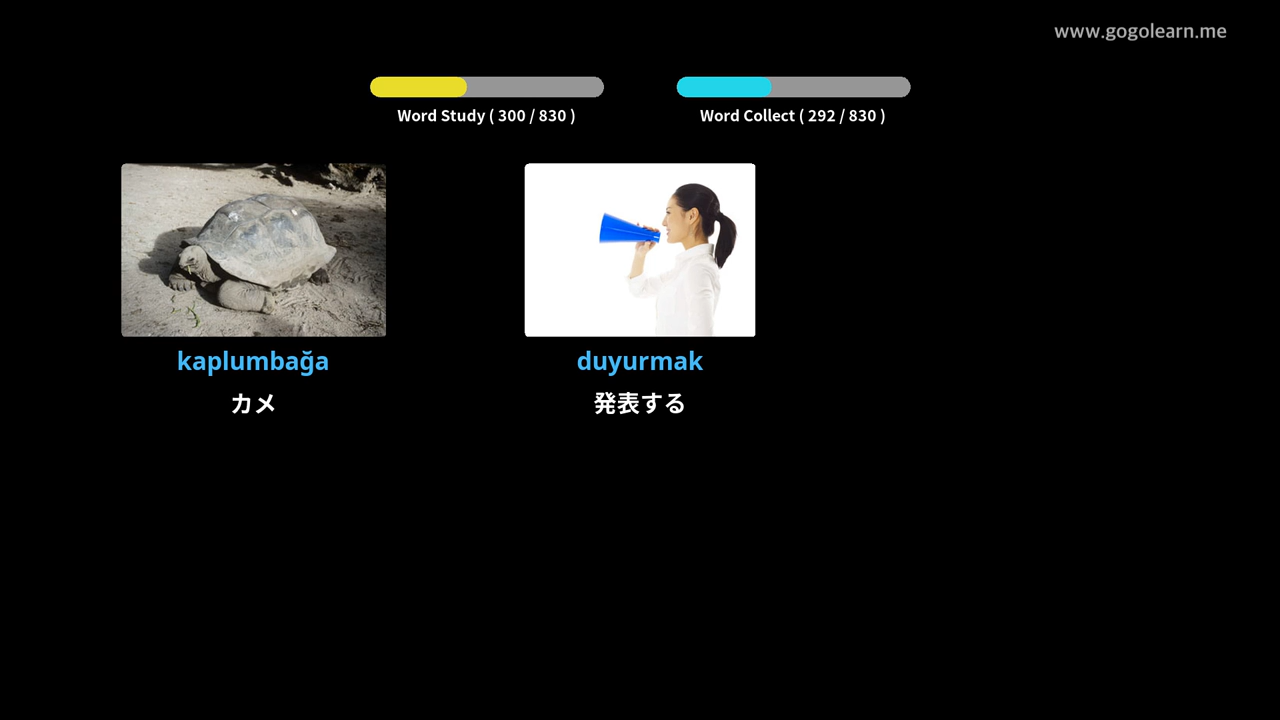 www.gogolearn.me
Word Study ( 300 / 830 )
Word Collect ( 292 / 830 )
kaplumbağa
カメ
duyurmak
発表する